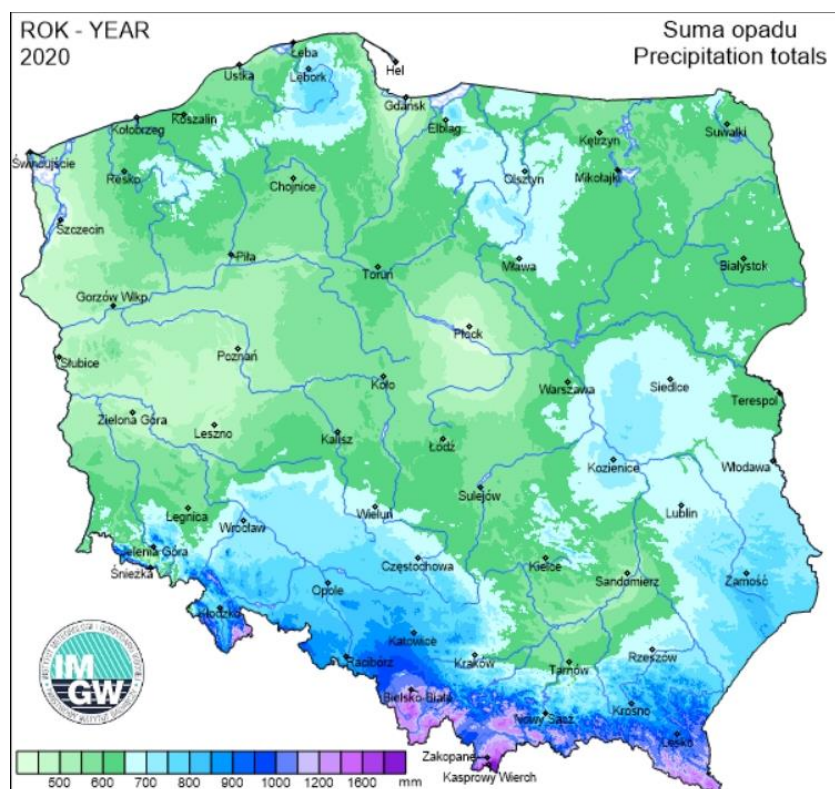 ROK - YEAR
2020
Suma opadu
Precipitation totals
Łeba
Hel
Ustka
Lębork
Gdańsk
Kołobrzeg
Koszalin
Elbląg
Kętrzyn
Suwałki
Świnoujście
Resko
Chojnice
Olsztyn
Mikołajki
Szczecin
Piła
Toruń
Mława
Białystok
Gorzów Wlkp.
Płock
Słubice
Poznań
Koło
Warszawa
Siedlce
Terespol
Zielona Góra
Leszno
Kalisz
Łódź
Kozienice
Włodawa
Sulejów
Legnica
Wrocław
Wieluń
Lublin
Jelenia Góra
Śnieżka
Częstochowa
Kielce
Sandomierz
Zamość
Opole
Kłodzko
Katowice
Racibórz
Kraków
Tarnów
Rzeszów
Bielsko-Biała
Nowy Sącz
Krosno
Lesko
Zakopane
Kasprowy Wierch
IM
GW
500 600 700 800 900 1000 1200 1600 mm